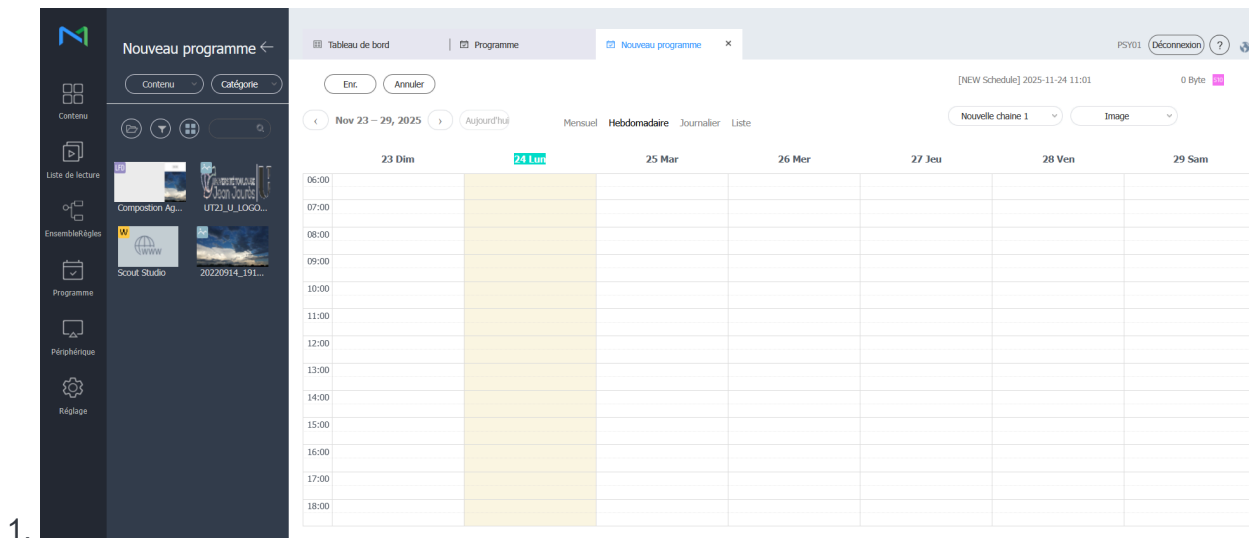 Nouveau programme ←
Tableau de bord
Programme
Nouveau programme ×
PSY01 Déconnexion ?
Contenu
Catégorie
Enr. Annuler
[NEW Schedule] 2025-11-24 11:01
0 Byte
‹ Nov 23 – 29, 2025 › Aujourd'hui
Mensuel Hebdomadaire Journalier Liste
Nouvelle chaine 1
Image
Contenu
Liste de lecture
EnsembleRègles
Programme
Périphérique
Réglage
LFD
Compostion Ag...
Jean Jaurès
UT2J_U_LOGO...
W
WWW
Scout Studio
20220914_191...
23 Dim 24 Lun 25 Mar 26 Mer 27 Jeu 28 Ven 29 Sam
06:00
07:00
08:00
09:00
10:00
11:00
12:00
13:00
14:00
15:00
16:00
17:00
18:00
1.